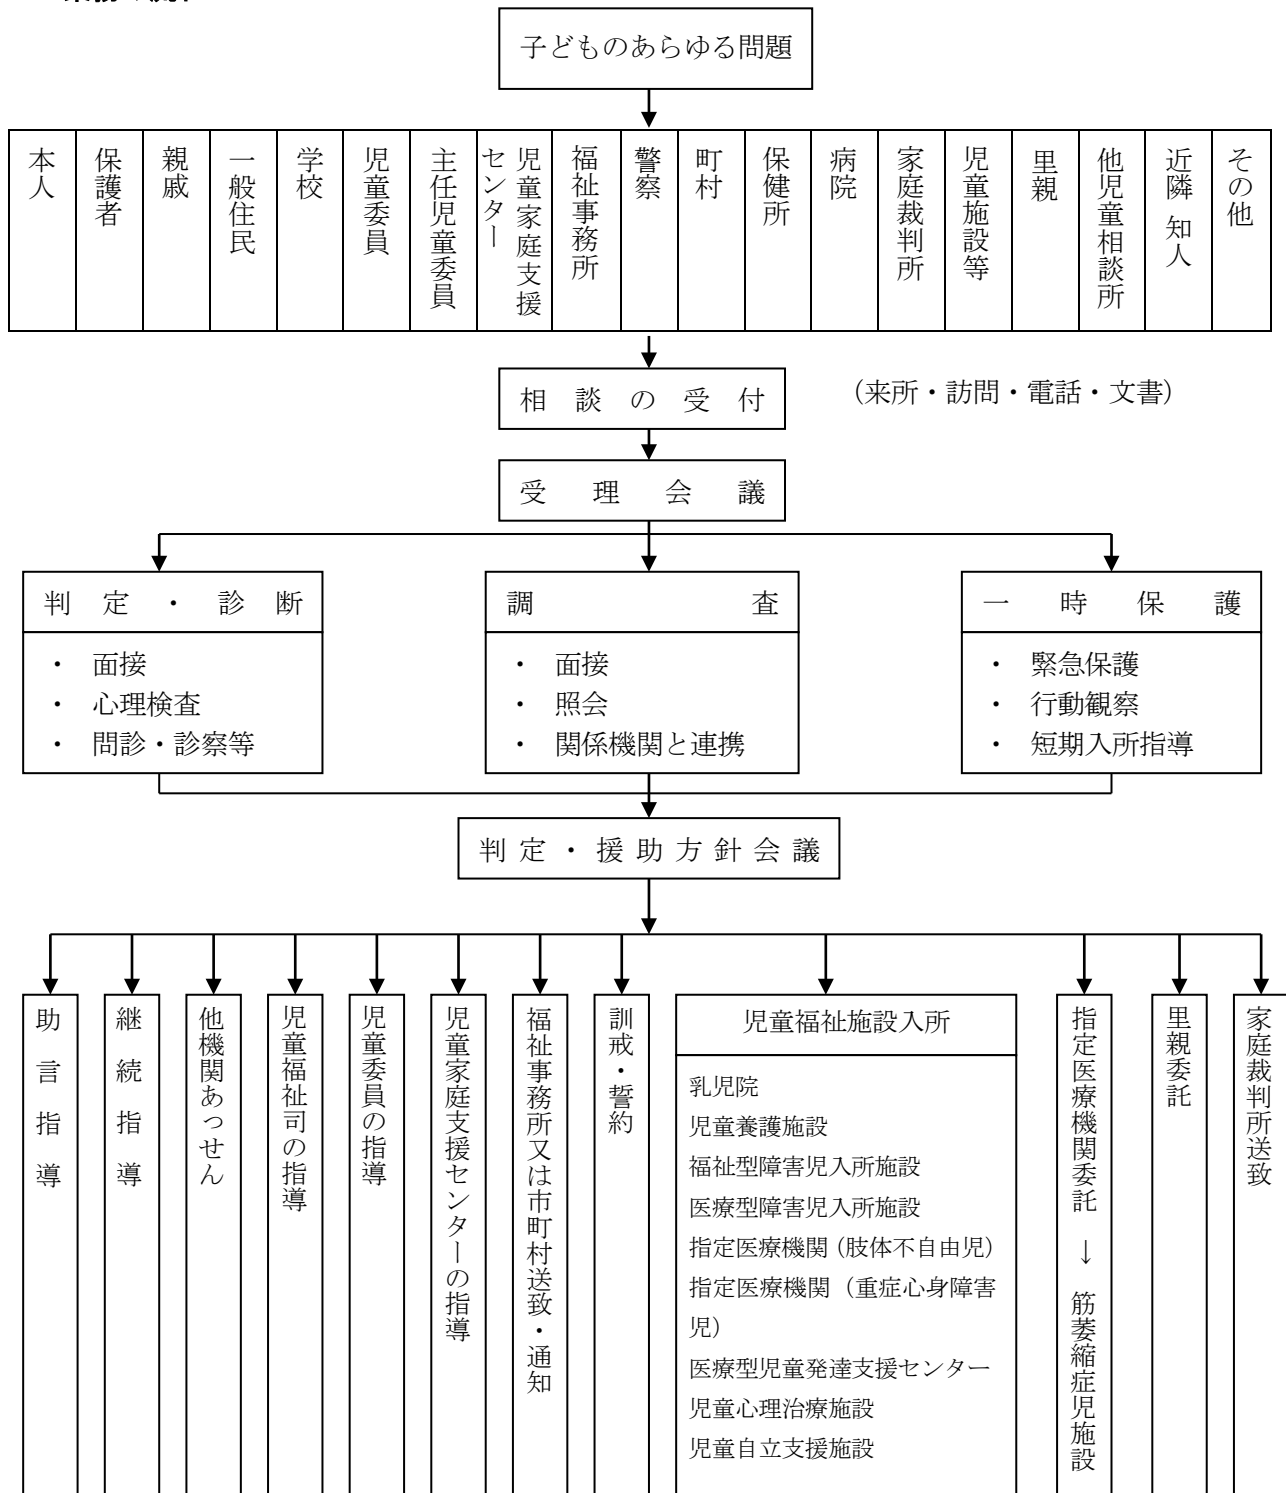 子どものあらゆる問題
本人
保護者
親戚
一般住民
学校
児童委員
主任児童委員
児童家庭支援
センター
福祉事務所
警察
町村
保健所
病院
家庭裁判所
児童施設等
里親
他児童相談所
近隣 知人
その他
相談の受付
（来所・訪問・電話・文書）
受理会議
判定・診断
・ 面接
・ 心理検査
・ 問診・診察等
調査
・ 面接
・ 照会
・ 関係機関と連携
一時保護
・ 緊急保護
・ 行動観察
・ 短期入所指導
判定・援助方針会議
助言指導
継続指導
他機関あっせん
児童福祉司の指導
児童委員の指導
児童家庭支援センターの指導
福祉事務所又は市町村送致・通知
訓戒・誓約
児童福祉施設入所
乳児院
児童養護施設
福祉型障害児入所施設
医療型障害児入所施設
指定医療機関（肢体不自由児）
指定医療機関（重症心身障害
児）
医療型児童発達支援センター
児童心理治療施設
児童自立支援施設
指定医療機関委託 → 筋萎縮症児施設
里親委託
家庭裁判所送致